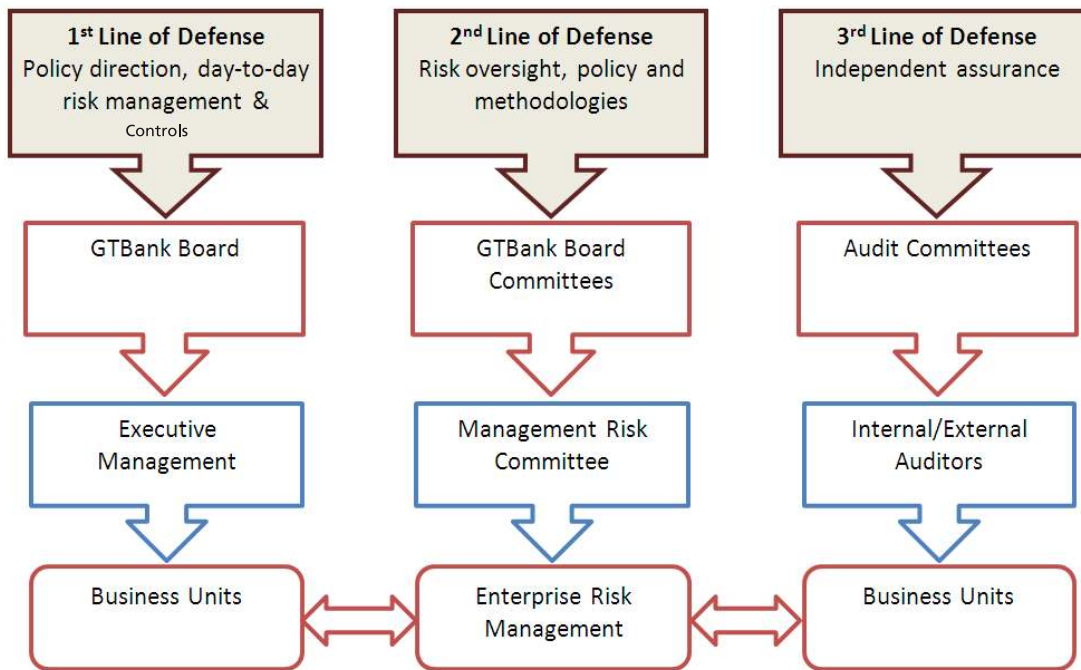 1st Line of Defense
Policy direction, day-to-day
risk management &
Controls
2nd Line of Defense
Risk oversight, policy and
methodologies
3rd Line of Defense
Independent assurance
GTBank Board
GTBank Board
Committees
Audit Committees
Executive
Management
Management Risk
Committee
Internal/External
Auditors
Business Units
Enterprise Risk
Management
Business Units